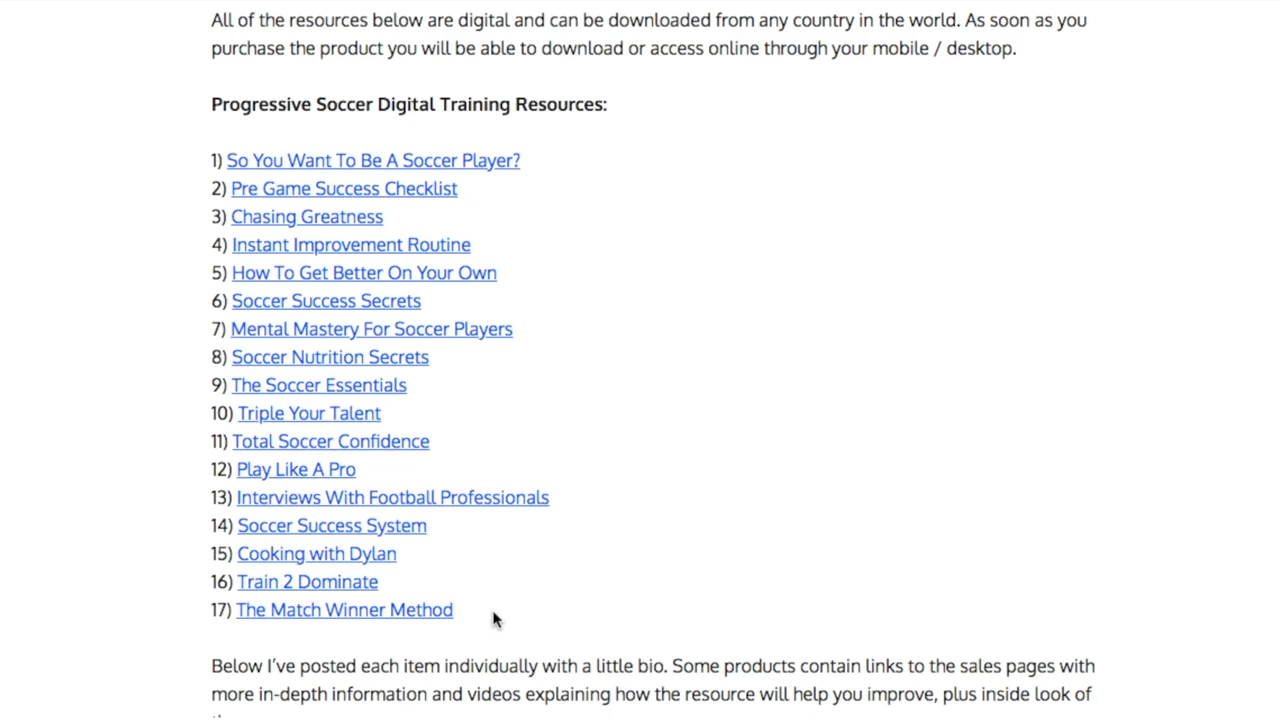 All of the resources below are digital and can be downloaded from any country in the world. As soon as you
purchase the product you will be able to download or access online through your mobile / desktop.
Progressive Soccer Digital Training Resources:
1) So You Want To Be A Soccer Player?
2) Pre Game Success Checklist
3) Chasing Greatness
4) Instant Improvement Routine
5) How To Get Better On Your Own
6) Soccer Success Secrets
7) Mental Mastery For Soccer Players
8) Soccer Nutrition Secrets
9) The Soccer Essentials
10) Triple Your Talent
11) Total Soccer Confidence
12) Play Like A Pro
13) Interviews With Football Professionals
14) Soccer Success System
15) Cooking with Dylan
16) Train 2 Dominate
17) The Match Winner Method
Below I've posted each item individually with a little bio. Some products contain links to the sales pages with
more in-depth information and videos explaining how the resource will help you improve, plus inside look of